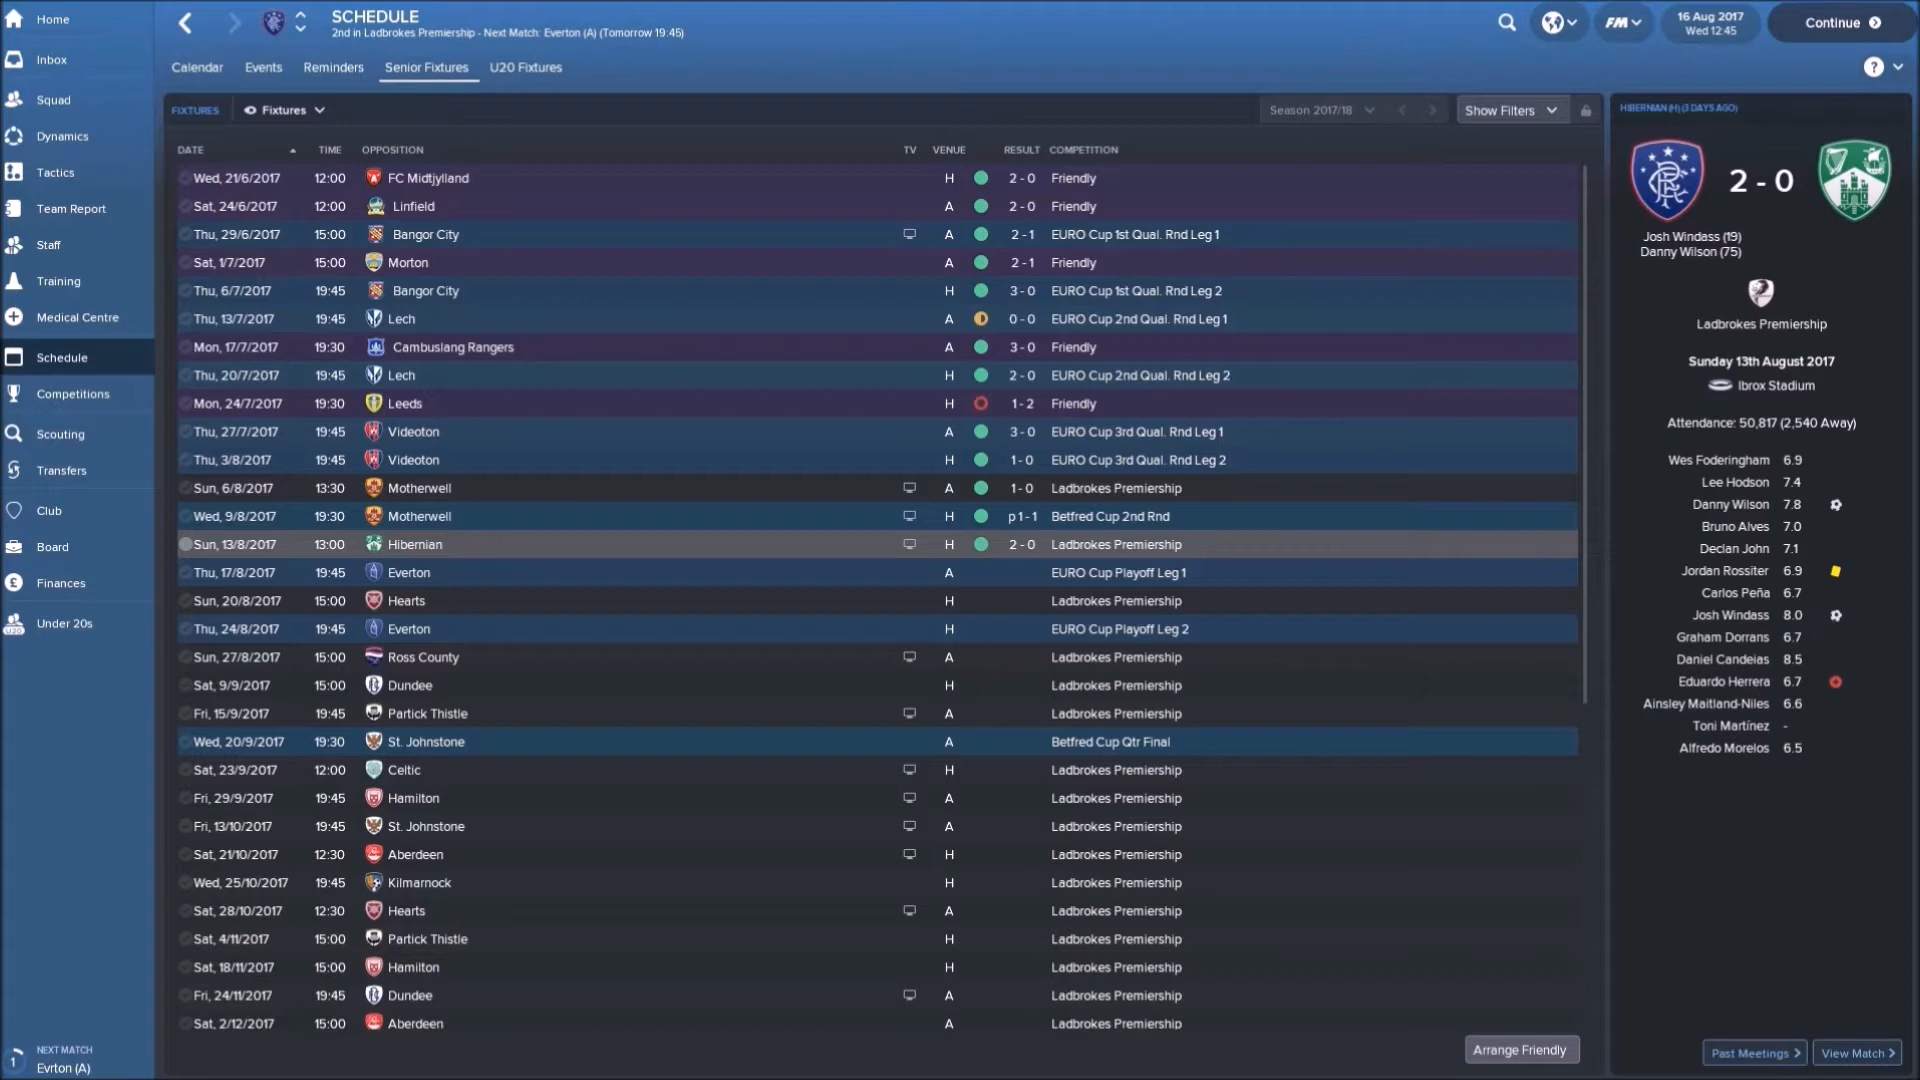 Home
Inbox
Squad
Dynamics
Tactics
Team Report
Staff
Training
Medical Centre
Schedule
Competitions
Scouting
Transfers
Club
Board
Finances
U20
Under 20s
1
NEXT MATCH
Evrton (A)
SCHEDULE
2nd in Ladbrokes Premiership - Next Match: Everton (A) (Tomorrow 19:45)
FM
16 Aug 2017
Wed 12:45
Continue
Calendar Events Reminders Senior Fixtures U20 Fixtures
?
FIXTURES Fixtures Season 2017/18 Show Filters
DATE TIME OPPOSITION TV VENUE RESULT COMPETITION
Wed, 21/6/2017 12:00 FC Midtjylland H 2 - 0 Friendly
Sat, 24/6/2017 12:00 Linfield A 2 - 0 Friendly
Thu, 29/6/2017 15:00 Bangor City A 2 - 1 EURO Cup 1st Qual. Rnd Leg 1
Sat, 1/7/2017 15:00 Morton A 2 - 1 Friendly
Thu, 6/7/2017 19:45 Bangor City H 3 - 0 EURO Cup 1st Qual. Rnd Leg 2
Thu, 13/7/2017 19:45 Lech A 0 - 0 EURO Cup 2nd Qual. Rnd Leg 1
Mon, 17/7/2017 19:30 Cambuslang Rangers A 3 - 0 Friendly
Thu, 20/7/2017 19:45 Lech H 2 - 0 EURO Cup 2nd Qual. Rnd Leg 2
Mon, 24/7/2017 19:30 Leeds H 1 - 2 Friendly
Thu, 27/7/2017 19:45 Videoton A 3 - 0 EURO Cup 3rd Qual. Rnd Leg 1
Thu, 3/8/2017 19:45 Videoton H 1 - 0 EURO Cup 3rd Qual. Rnd Leg 2
Sun, 6/8/2017 13:30 Motherwell A 1 - 0 Ladbrokes Premiership
Wed, 9/8/2017 19:30 Motherwell H p 1 - 1 Betfred Cup 2nd Rnd
Sun, 13/8/2017 13:00 Hibernian H 2 - 0 Ladbrokes Premiership
Thu, 17/8/2017 19:45 Everton A EURO Cup Playoff Leg 1
Sun, 20/8/2017 15:00 Hearts H Ladbrokes Premiership
Thu, 24/8/2017 19:45 Everton H EURO Cup Playoff Leg 2
Sun, 27/8/2017 15:00 Ross County A Ladbrokes Premiership
Sat, 9/9/2017 15:00 Dundee H Ladbrokes Premiership
Fri, 15/9/2017 19:45 Partick Thistle A Ladbrokes Premiership
Wed, 20/9/2017 19:30 St. Johnstone A Betfred Cup Qtr Final
Sat, 23/9/2017 12:00 Celtic H Ladbrokes Premiership
Fri, 29/9/2017 19:45 Hamilton A Ladbrokes Premiership
Fri, 13/10/2017 19:45 St. Johnstone A Ladbrokes Premiership
Sat, 21/10/2017 12:30 Aberdeen H Ladbrokes Premiership
Wed, 25/10/2017 19:45 Kilmarnock H Ladbrokes Premiership
Sat, 28/10/2017 12:30 Hearts A Ladbrokes Premiership
Sat, 4/11/2017 15:00 Partick Thistle H Ladbrokes Premiership
Sat, 18/11/2017 15:00 Hamilton H Ladbrokes Premiership
Fri, 24/11/2017 19:45 Dundee A Ladbrokes Premiership
Sat, 2/12/2017 15:00 Aberdeen A Ladbrokes Premiership
Arrange Friendly
HIBERNIAN (H) (3 DAYS AGO)
2 - 0
Josh Windass (19)
Danny Wilson (75)
Ladbrokes Premiership
Sunday 13th August 2017
Ibrox Stadium
Attendance: 50,817 (2,540 Away)
Wes Foderingham 6.9
Lee Hodson 7.4
Danny Wilson 7.8
Bruno Alves 7.0
Declan John 7.1
Jordan Rossiter 6.9
Carlos Peña 6.7
Josh Windass 8.0
Graham Dorrans 6.7
Daniel Candeias 8.5
Eduardo Herrera 6.7
Ainsley Maitland-Niles 6.6
Toni Martínez -
Alfredo Morelos 6.5
Past Meetings View Match